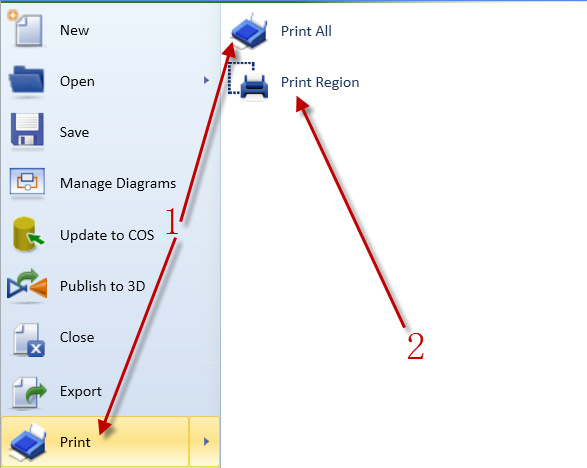 New
Open
Save
Manage Diagrams
Update to COS
Publish to 3D
Close
Export
Print
Print All
Print Region
1
2